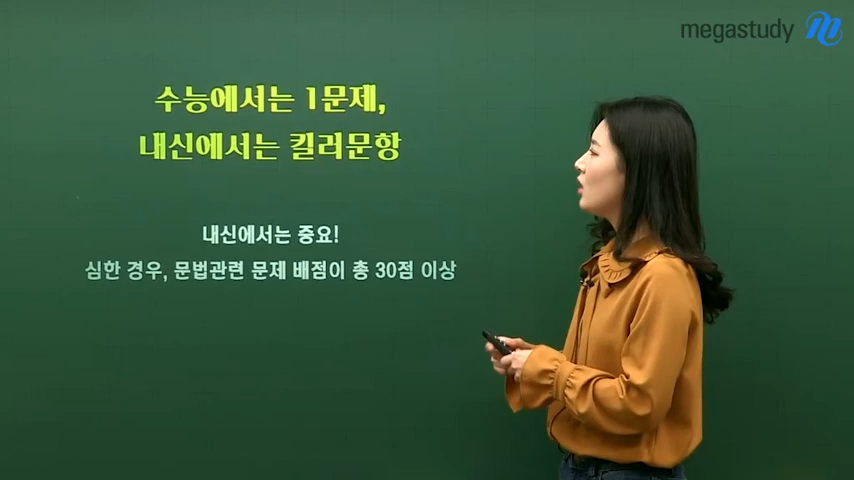 megastudy
수능에서는 1문제,
내신에서는 킬러문항
내신에서는 중요!
심한 경우, 문법관련 문제 배점이 총 30점 이상